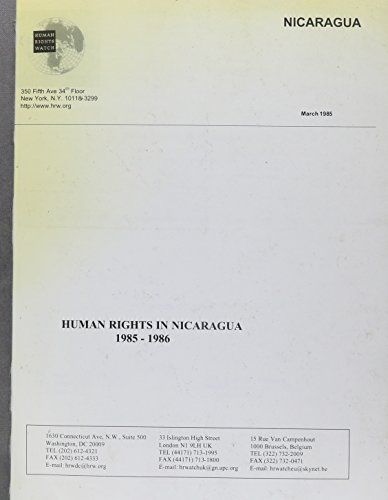 NICARAGUA
HUMAN
RIGHTS
WATCH
350 Fifth Ave 34th Floor
New York, N.Y. 10118-3299
http://www.hrw.org
March 1985
HUMAN RIGHTS IN NICARAGUA
1985 - 1986
1630 Connecticut Ave, N.W., Suite 500
Washington, DC 20009
TEL (202) 612-4321
FAX (202) 612-4333
E-mail: hrwdc@hrw.org
33 Islington High Street
London N1 9LH UK
TEL (44171) 713-1995
FAX (44171) 713-1800
E-mail: hrwatchuk@gn.apc.org
15 Rue Van Campenhout
1000 Brussels, Belgium
TEL (322) 732-2009
FAX (322) 732-0471
E-mail: hrwatcheu@skynet.be